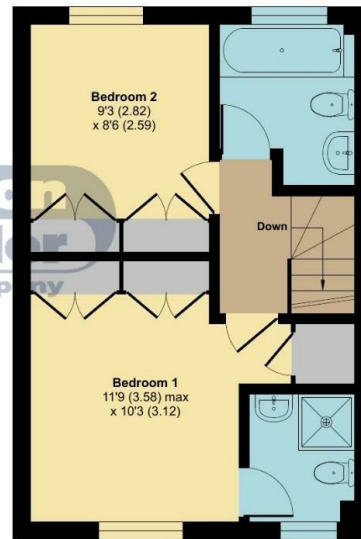 Bedroom 2
9'3 (2.82)
x 8'6 (2.59)
Down
Bedroom 1
11'9 (3.58) max
x 10'3 (3.12)